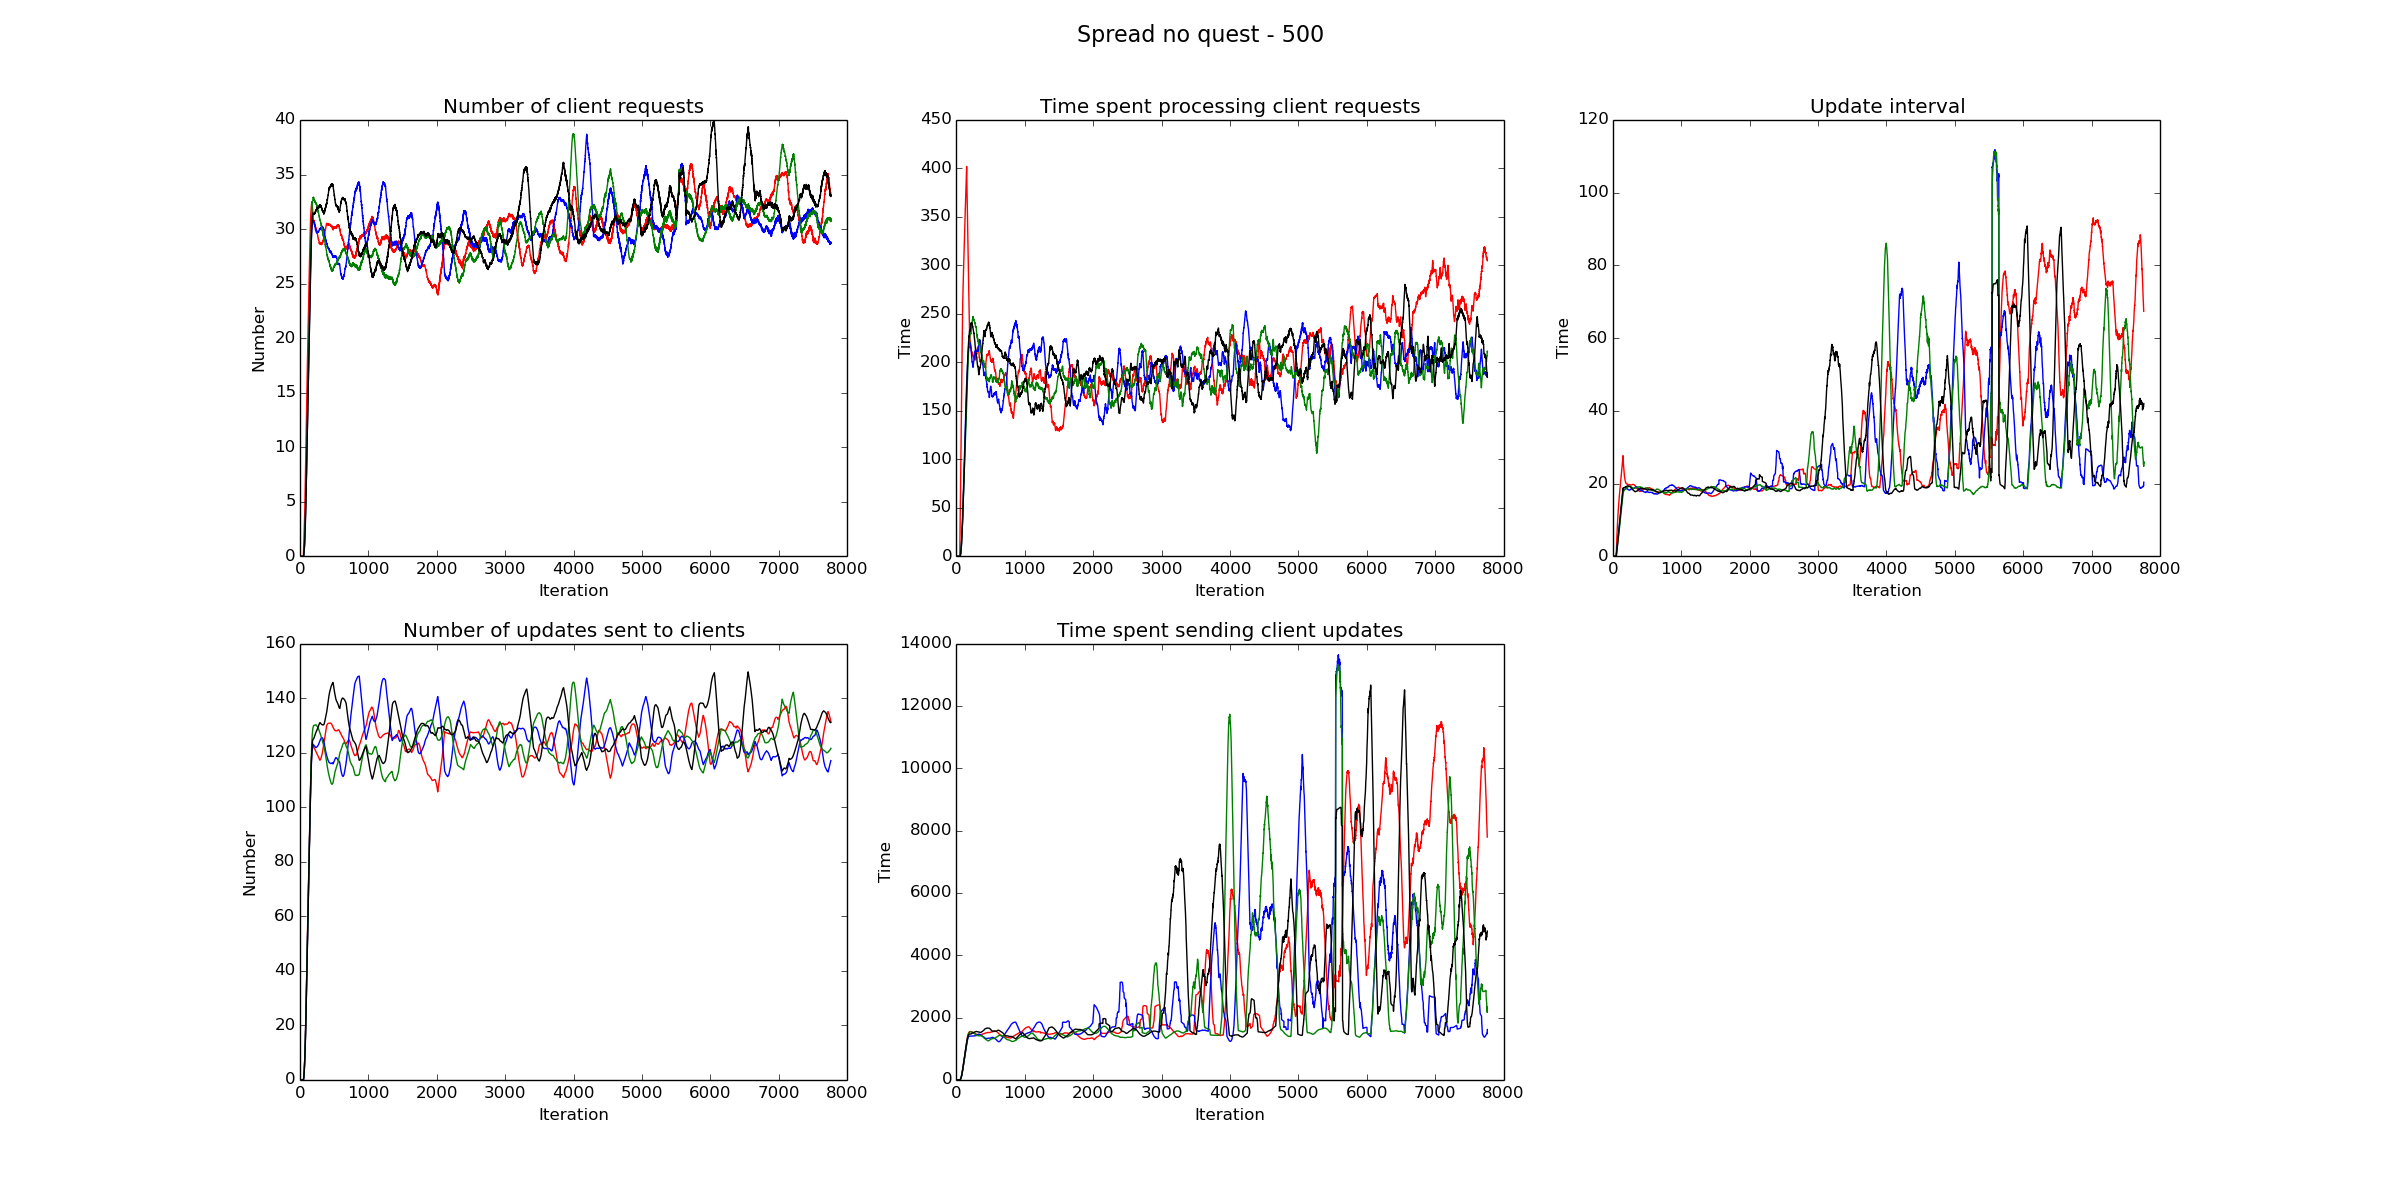 Spread no quest - 500
Number of client requests
40
35
30
25
20
15
10
5
0
Number
0 1000 2000 3000 4000 5000 6000 7000 8000
Iteration
Time spent processing client requests
450
400
350
300
250
200
150
100
50
0
Time
0 1000 2000 3000 4000 5000 6000 7000 8000
Iteration
Update interval
120
100
80
60
40
20
0
Time
0 1000 2000 3000 4000 5000 6000 7000 8000
Iteration
Number of updates sent to clients
160
140
120
100
80
60
40
20
0
Number
0 1000 2000 3000 4000 5000 6000 7000 8000
Iteration
Time spent sending client updates
14000
12000
10000
8000
6000
4000
2000
0
Time
0 1000 2000 3000 4000 5000 6000 7000 8000
Iteration